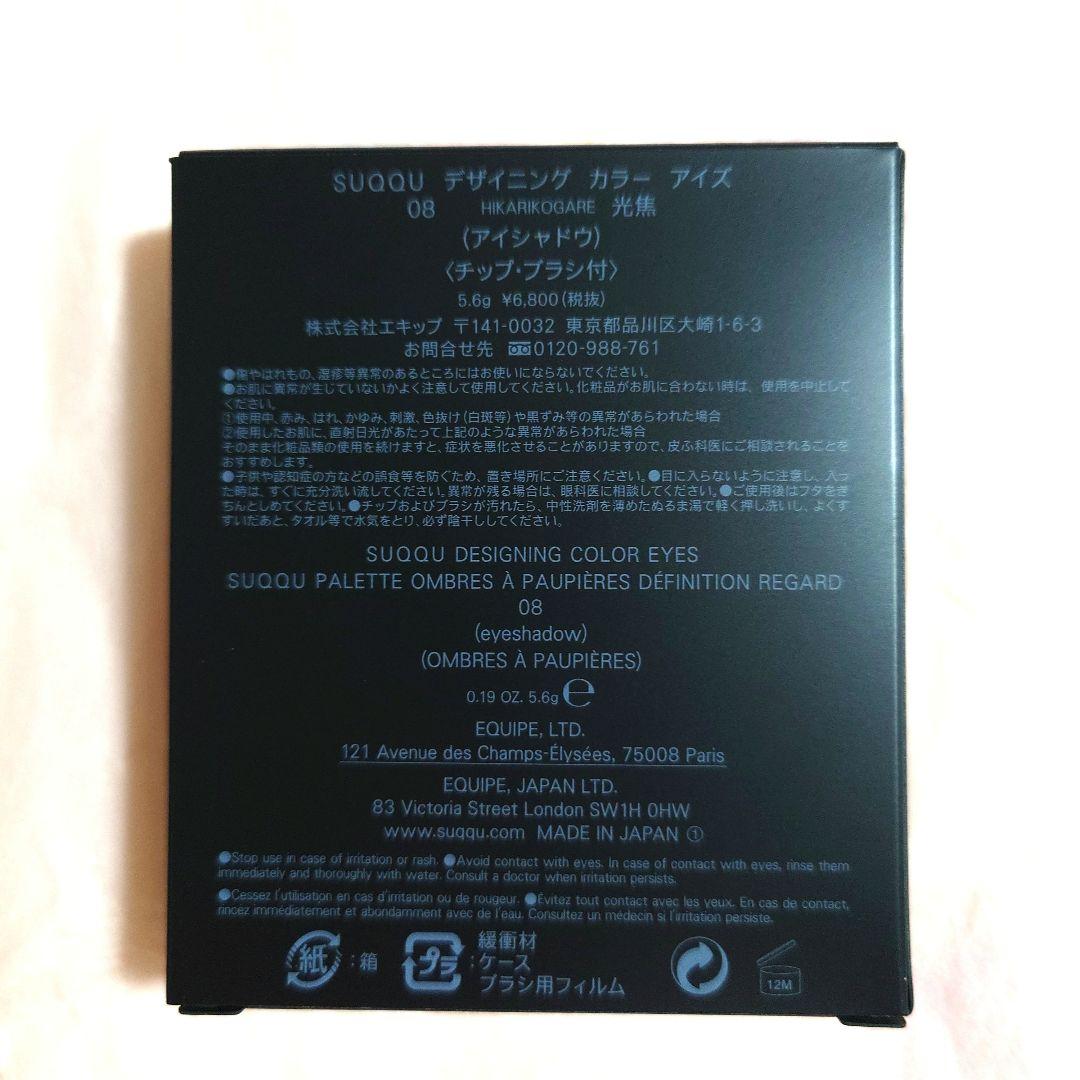 SUQQU デザイニング カラー アイズ
08 HIKARIKOGARE 光焦
(アイシャドウ)
〈チップ・ブラシ付〉
5.6g ¥6,800(税抜)
株式会社エキップ 〒141-0032 東京都品川区大崎1-6-3
お問合せ先 0120-988-761
●傷やはれもの、湿疹等異常のあるところにはお使いにならないでください。
●お肌に異常が生じていないかよく注意して使用してください。化粧品がお肌に合わない時は、使用を中止して
ください。
①使用中、赤み、はれ、かゆみ、刺激、色抜け(白斑等)や黒ずみ等の異常があらわれた場合
②使用したお肌に、直射日光があたって上記のような異常があらわれた場合
そのまま化粧品類の使用を続けますと、症状を悪化させることがありますので、皮ふ科医にご相談されることを
おすすめします。
●子供や認知症の方などの誤食等を防ぐため、置き場所にご注意ください。●目に入らないように注意し、入っ
た時は、すぐに充分洗い流してください。異常が残る場合は、眼科医に相談してください。●ご使用後はフタをき
ちんとしめてください。●チップおよびブラシが汚れたら、中性洗剤を薄めたぬるま湯で軽く押し洗いし、よくす
すいだあと、タオル等で水気をとり、必ず陰干ししてください。
SUQQU DESIGNING COLOR EYES
SUQQU PALETTE OMBRES À PAUPIÈRES DÉFINITION REGARD
08
(eyeshadow)
(OMBRES À PAUPIÈRES)
0.19 OZ. 5.6g ℮
EQUIPE, LTD.
121 Avenue des Champs-Élysées, 75008 Paris
EQUIPE, JAPAN LTD.
83 Victoria Street London SW1H 0HW
www.suqqu.com MADE IN JAPAN ①
●Stop use in case of irritation or rash. ●Avoid contact with eyes. In case of contact with eyes, rinse them
immediately and thoroughly with water. Consult a doctor when irritation persists.
●Cessez l'utilisation en cas d'irritation ou de rougeur. ●Évitez tout contact avec les yeux. En cas de contact,
rincez immédiatement et abondamment avec de l'eau. Consultez un médecin si l'irritation persiste.
紙 :箱
プラ :緩衝材
ケース
ブラシ用フィルム
12M